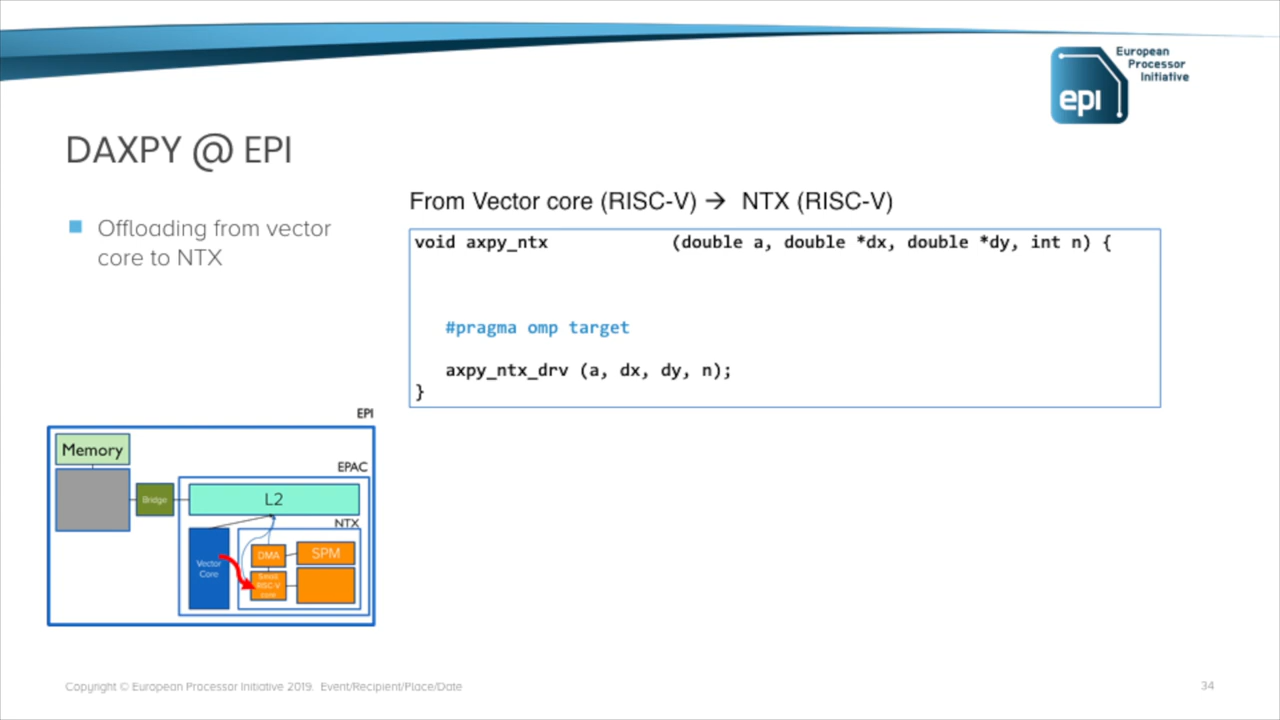 European
Processor
Initiative
epi
DAXPY @ EPI
Offloading from vector
core to NTX
From Vector core (RISC-V) → NTX (RISC-V)
void axpy_ntx (double a, double *dx, double *dy, int n) {
#pragma omp target
axpy_ntx_drv (a, dx, dy, n);
}
EPI
Memory
EPAC
Bridge
L2
NTX
Vector
Core
DMA
SPM
Small
RISC-V
core
Copyright © European Processor Initiative 2019. Event/Recipient/Place/Date
34